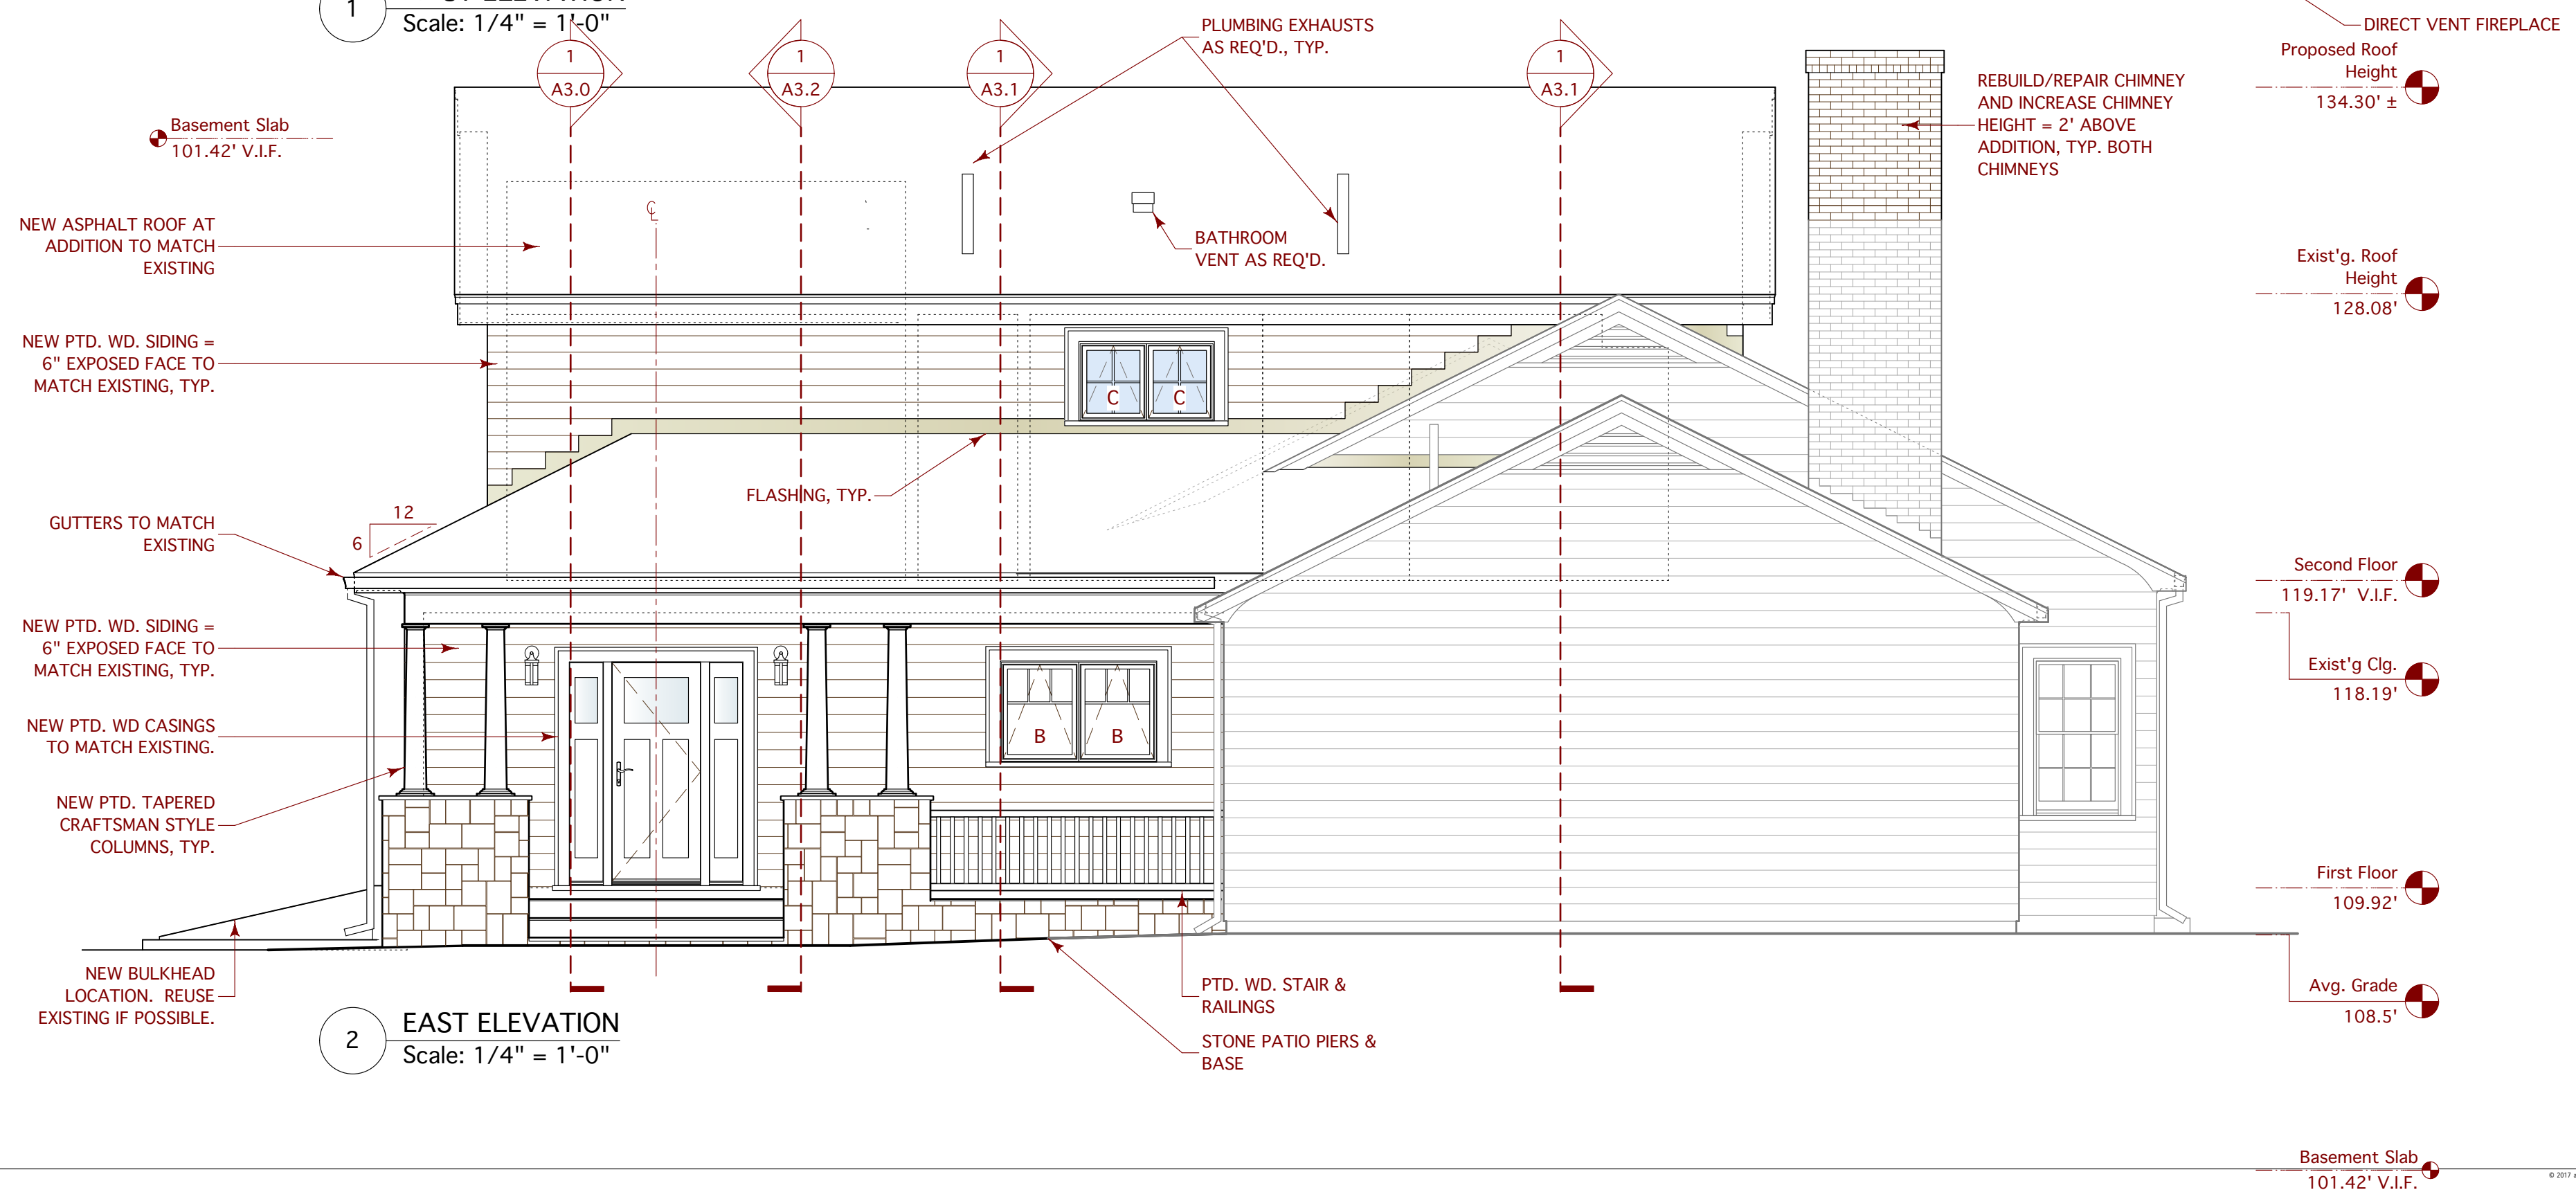 1
Scale: 1/4" = 1'-0"
DIRECT VENT FIREPLACE
1
A3.0
1
A3.2
1
A3.1
1
A3.1
PLUMBING EXHAUSTS
AS REQ'D., TYP.
Proposed Roof
Height
134.30' ±
REBUILD/REPAIR CHIMNEY
AND INCREASE CHIMNEY
HEIGHT = 2' ABOVE
ADDITION, TYP. BOTH
CHIMNEYS
Basement Slab
101.42' V.I.F.
NEW ASPHALT ROOF AT
ADDITION TO MATCH
EXISTING
BATHROOM
VENT AS REQ'D.
Exist'g. Roof
Height
128.08'
NEW PTD. WD. SIDING =
6" EXPOSED FACE TO
MATCH EXISTING, TYP.
C
C
FLASHING, TYP.
12
6
GUTTERS TO MATCH
EXISTING
Second Floor
119.17' V.I.F.
NEW PTD. WD. SIDING =
6" EXPOSED FACE TO
MATCH EXISTING, TYP.
Exist'g Clg.
118.19'
NEW PTD. WD CASINGS
TO MATCH EXISTING.
B
B
NEW PTD. TAPERED
CRAFTSMAN STYLE
COLUMNS, TYP.
First Floor
109.92'
NEW BULKHEAD
LOCATION. REUSE
EXISTING IF POSSIBLE.
PTD. WD. STAIR &
RAILINGS
Avg. Grade
108.5'
STONE PATIO PIERS &
BASE
2
EAST ELEVATION
Scale: 1/4" = 1'-0"
Basement Slab
101.42' V.I.F.
© 2017